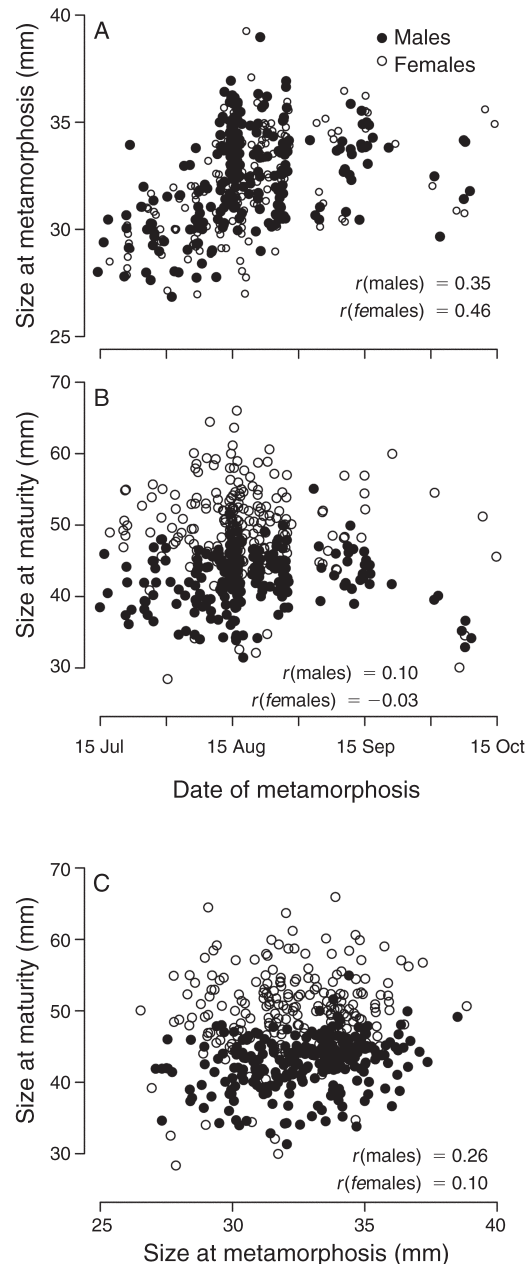 A
Males
Females
40
35
30
25
Size at metamorphosis (mm)
r(males) = 0.35
r(females) = 0.46
B
70
60
50
40
30
Size at maturity (mm)
r(males) = 0.10
r(females) = −0.03
15 Jul 15 Aug 15 Sep 15 Oct
Date of metamorphosis
C
70
60
50
40
30
Size at maturity (mm)
r(males) = 0.26
r(females) = 0.10
25 30 35 40
Size at metamorphosis (mm)